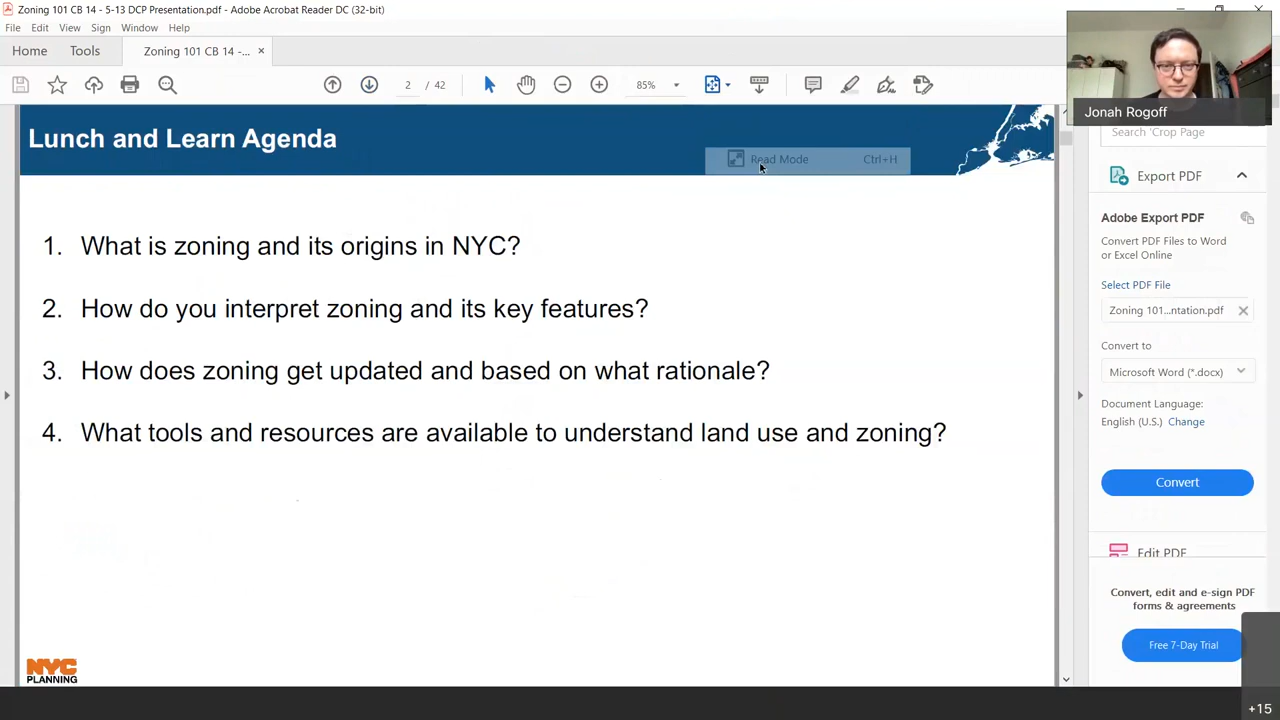 Zoning 101 CB 14 - 5-13 DCP Presentation.pdf - Adobe Acrobat Reader DC (32-bit)
File Edit View Sign Window Help
Home Tools Zoning 101 CB 14 -... ×
2 / 42 85%
Jonah Rogoff
Lunch and Learn Agenda
Read Mode Ctrl+H
1. What is zoning and its origins in NYC?
2. How do you interpret zoning and its key features?
3. How does zoning get updated and based on what rationale?
4. What tools and resources are available to understand land use and zoning?
NYC
PLANNING
Search 'Crop Page
Export PDF
Adobe Export PDF
Convert PDF Files to Word
or Excel Online
Select PDF File
Zoning 101...ntation.pdf
Convert to
Microsoft Word (*.docx)
Document Language:
English (U.S.) Change
Convert
Edit PDF
Convert, edit and e-sign PDF
forms & agreements
Free 7-Day Trial
+15